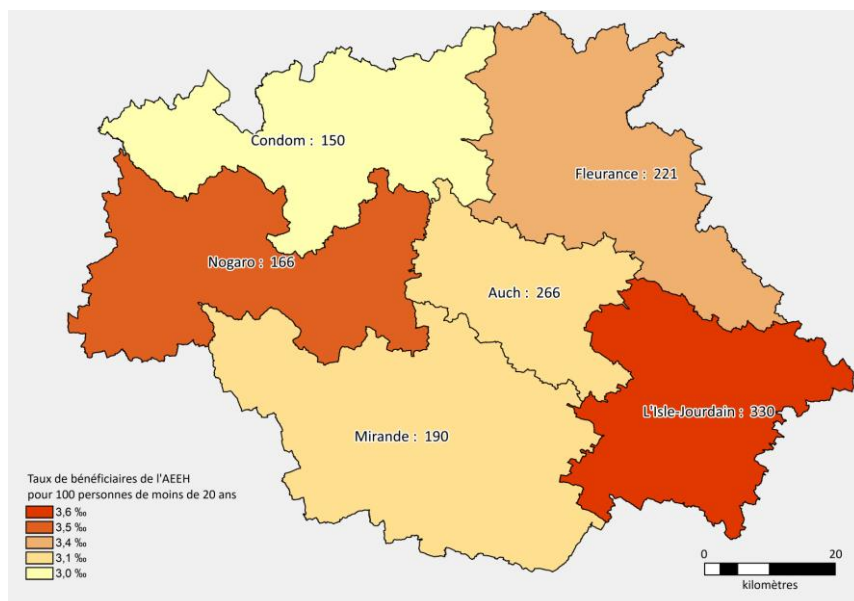 Condom : 150
Fleurance : 221
Nogaro : 166
Auch : 266
L'Isle-Jourdain : 330
Mirande : 190
Taux de bénéficiaires de l'AEEH
pour 100 personnes de moins de 20 ans
3,6 ‰
3,5 ‰
3,4 ‰
3,1 ‰
3,0 ‰
0 20
kilomètres